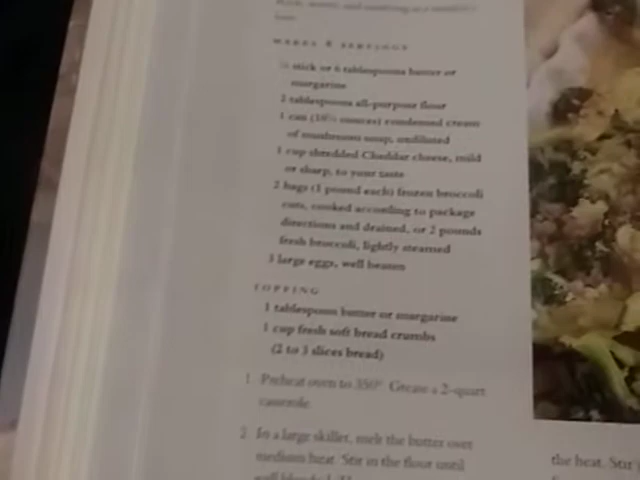 MAKES 8 SERVINGS
stick or 6 tablespoons butter or
margarine
tablespoons all-purpose flour
1 can (10¾ ounces) condensed cream
of mushroom soup, undiluted
1 cup shredded Cheddar cheese, mild
or sharp, to your taste
2 bags (1 pound each) frozen broccoli
cuts, cooked according to package
directions and drained, or 2 pounds
fresh broccoli, lightly steamed
3 large eggs, well beaten
TOPPING
1 tablespoon butter or margarine
1 cup fresh soft bread crumbs
(2 to 3 slices bread)
1. Preheat oven to 350° Grease a 2-quart
casserole.
2. In a large skillet, melt the butter over
medium heat. Stir in the flour until
well blended.
the heat. Stir